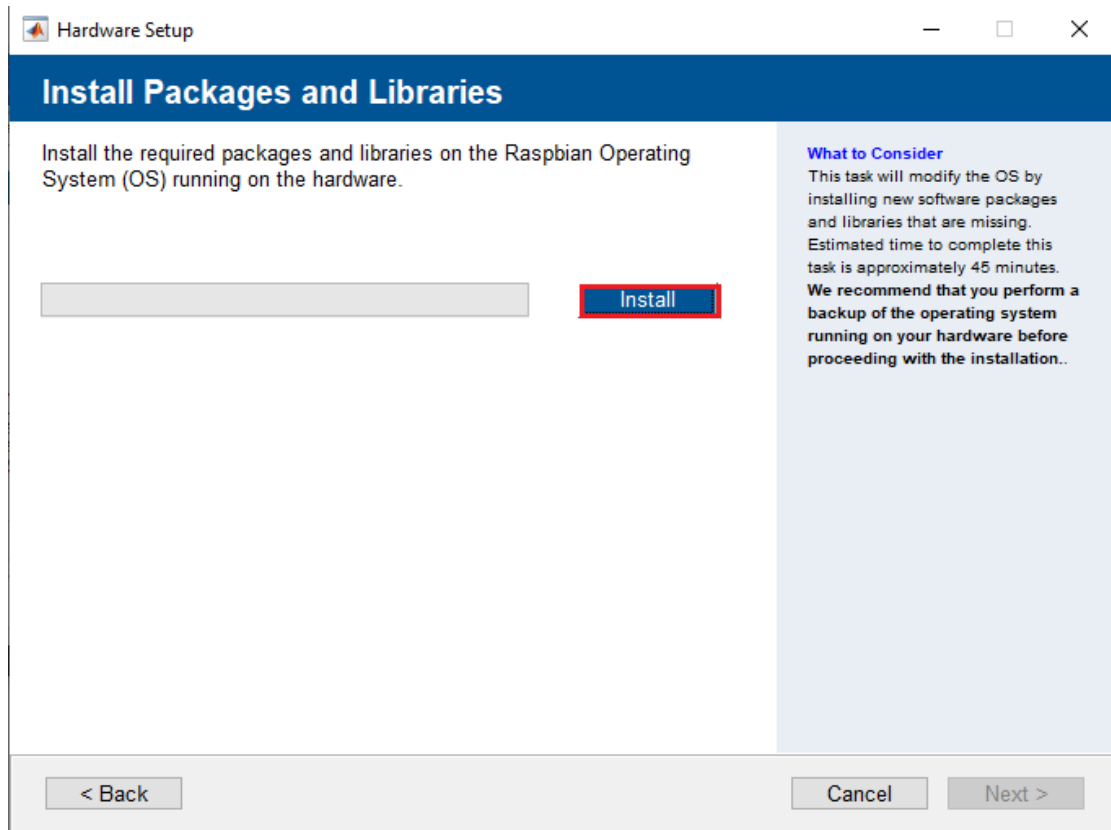 Hardware Setup
Install Packages and Libraries
Install the required packages and libraries on the Raspbian Operating
System (OS) running on the hardware.
Install
What to Consider
This task will modify the OS by
installing new software packages
and libraries that are missing.
Estimated time to complete this
task is approximately 45 minutes.
We recommend that you perform a
backup of the operating system
running on your hardware before
proceeding with the installation..
< Back
Cancel
Next >